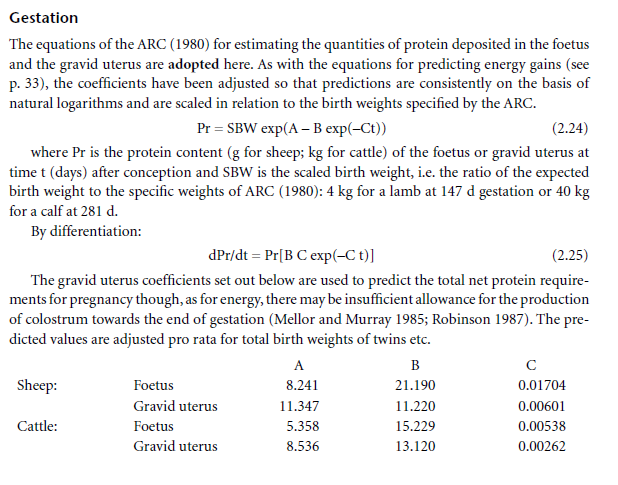 Gestation
The equations of the ARC (1980) for estimating the quantities of protein deposited in the foetus
and the gravid uterus are adopted here. As with the equations for predicting energy gains (see
p. 33), the coefficients have been adjusted so that predictions are consistently on the basis of
natural logarithms and are scaled in relation to the birth weights specified by the ARC.
Pr = SBW exp(A – B exp(–Ct)) (2.24)
where Pr is the protein content (g for sheep; kg for cattle) of the foetus or gravid uterus at
time t (days) after conception and SBW is the scaled birth weight, i.e. the ratio of the expected
birth weight to the specific weights of ARC (1980): 4 kg for a lamb at 147 d gestation or 40 kg
for a calf at 281 d.
By differentiation:
dPr/dt = Pr[B C exp(–C t)] (2.25)
The gravid uterus coefficients set out below are used to predict the total net protein require-
ments for pregnancy though, as for energy, there may be insufficient allowance for the production
of colostrum towards the end of gestation (Mellor and Murray 1985; Robinson 1987). The pre-
dicted values are adjusted pro rata for total birth weights of twins etc.
A B C
Sheep: Foetus 8.241 21.190 0.01704
Gravid uterus 11.347 11.220 0.00601
Cattle: Foetus 5.358 15.229 0.00538
Gravid uterus 8.536 13.120 0.00262